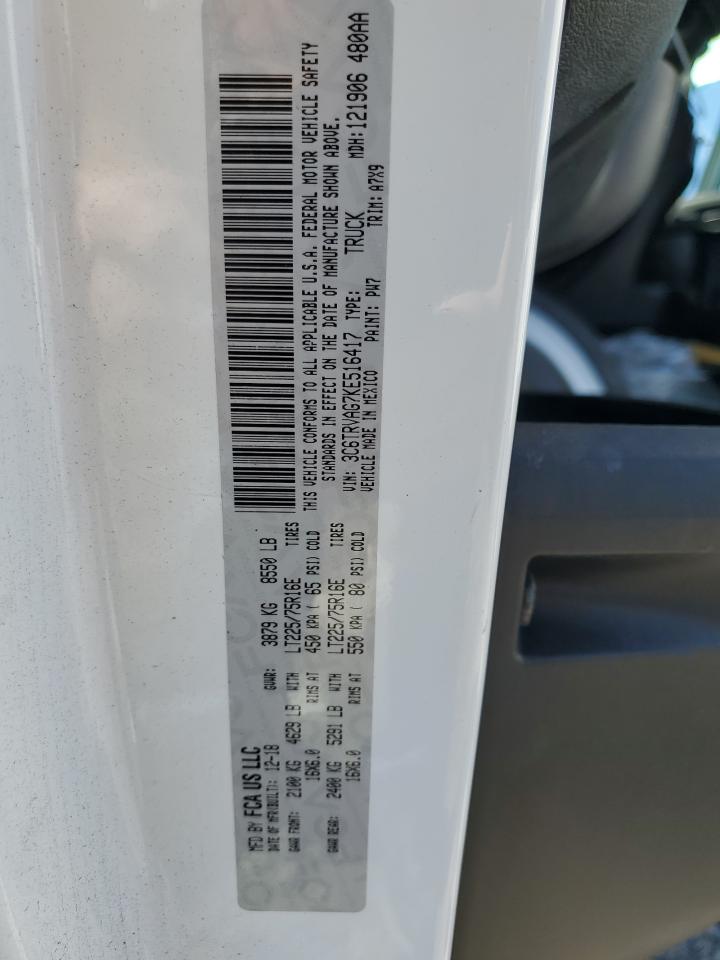 MFD BY FCA US LLC
DATE OF MFR(BUILT): 12-18 GVWR: 3879 KG 8550 LB
GAWR FRONT: 2100 KG 4629 LB WITH LT225/75R16E TIRES
16X6.0 RIMS AT 450 KPA ( 65 PSI) COLD
GAWR REAR: 2400 KG 5291 LB WITH LT225/75R16E TIRES
16X6.0 RIMS AT 550 KPA ( 80 PSI) COLD
THIS VEHICLE CONFORMS TO ALL APPLICABLE U.S.A. FEDERAL MOTOR VEHICLE SAFETY
STANDARDS IN EFFECT ON THE DATE OF MANUFACTURE SHOWN ABOVE.
VIN: 3C6TRVAG7KE516417 TYPE: TRUCK MDH: 121906 480AA
VEHICLE MADE IN MEXICO PAINT: PW7 TRIM: A7X9